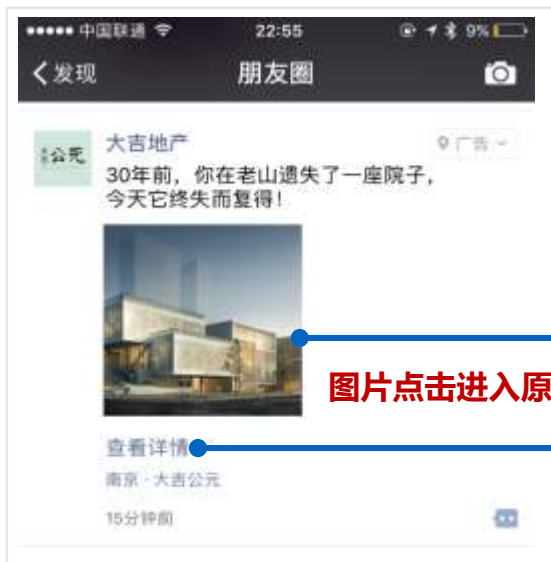 中国联通 22:55 9%
发现 朋友圈
公元 大吉地产 广告
30年前，你在老山遗失了一座院子，
今天它终失而复得！
图片点击进入原
查看详情
南京·大吉公元
15分钟前